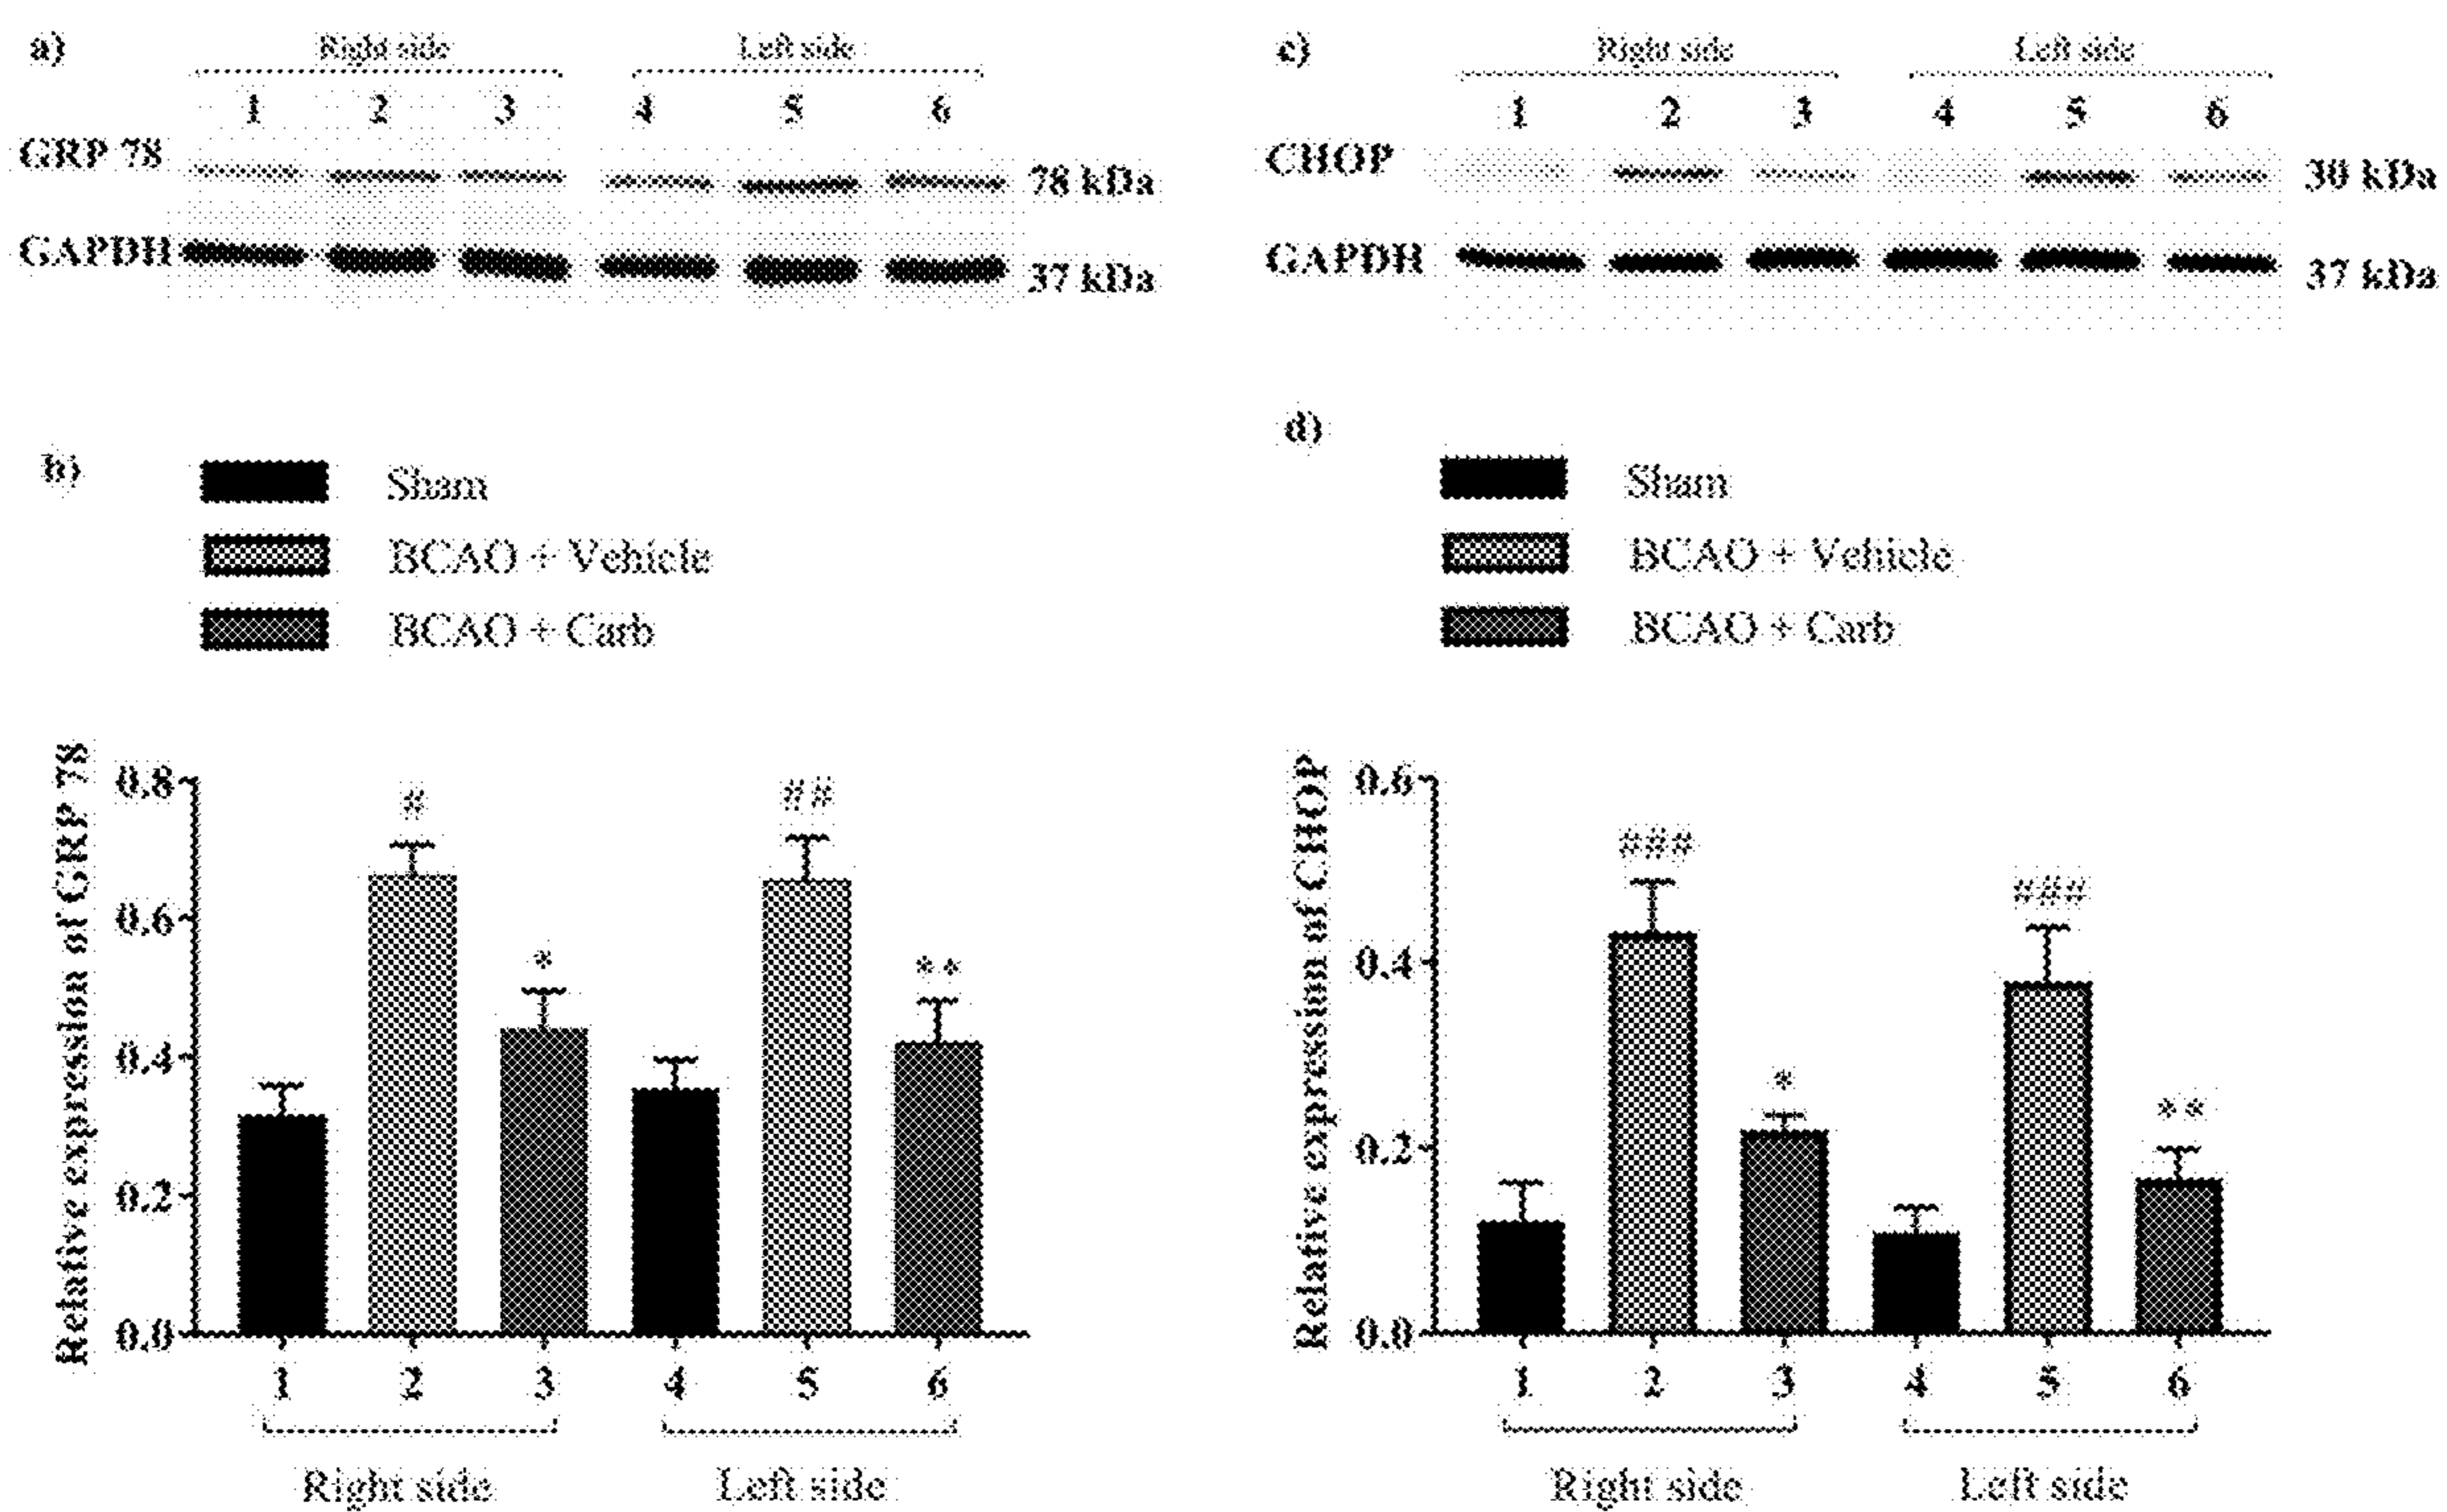 a)
Right side
Left side
1 2 3 4 5 6
GRP 78
78 kDa
GAPDH
37 kDa
c)
Right side
Left side
1 2 3 4 5 6
CHOP
30 kDa
GAPDH
37 kDa
b)
Sham
BCAO + Vehicle
BCAO + Carb
Relative expression of GRP 78
0.8
0.6
0.4
0.2
0.0
#
*
##
**
1 2 3 4 5 6
Right side
Left side
d)
Sham
BCAO + Vehicle
BCAO + Carb
Relative expression of CHOP
0.6
0.4
0.2
0.0
###
*
###
**
1 2 3 4 5 6
Right side
Left side